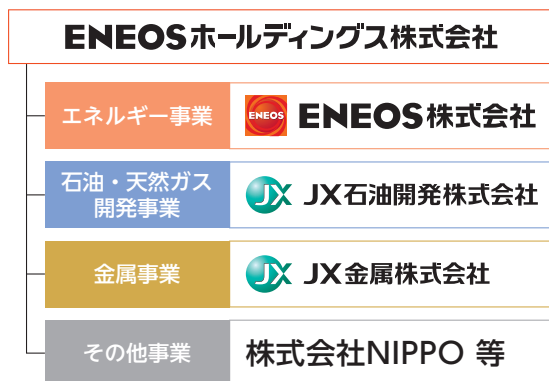 ENEOSホールディングス株式会社
エネルギー事業
ENEOS ENEOS株式会社
石油・天然ガス
開発事業
JX JX石油開発株式会社
金属事業
JX JX金属株式会社
その他事業
株式会社NIPPO 等